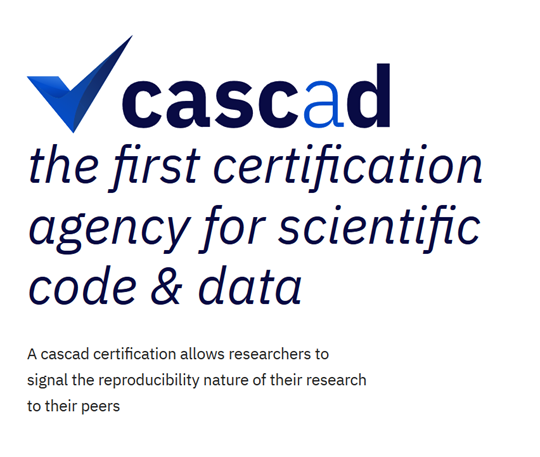 cascad
the first certification
agency for scientific
code & data
A cascad certification allows researchers to
signal the reproducibility nature of their research
to their peers